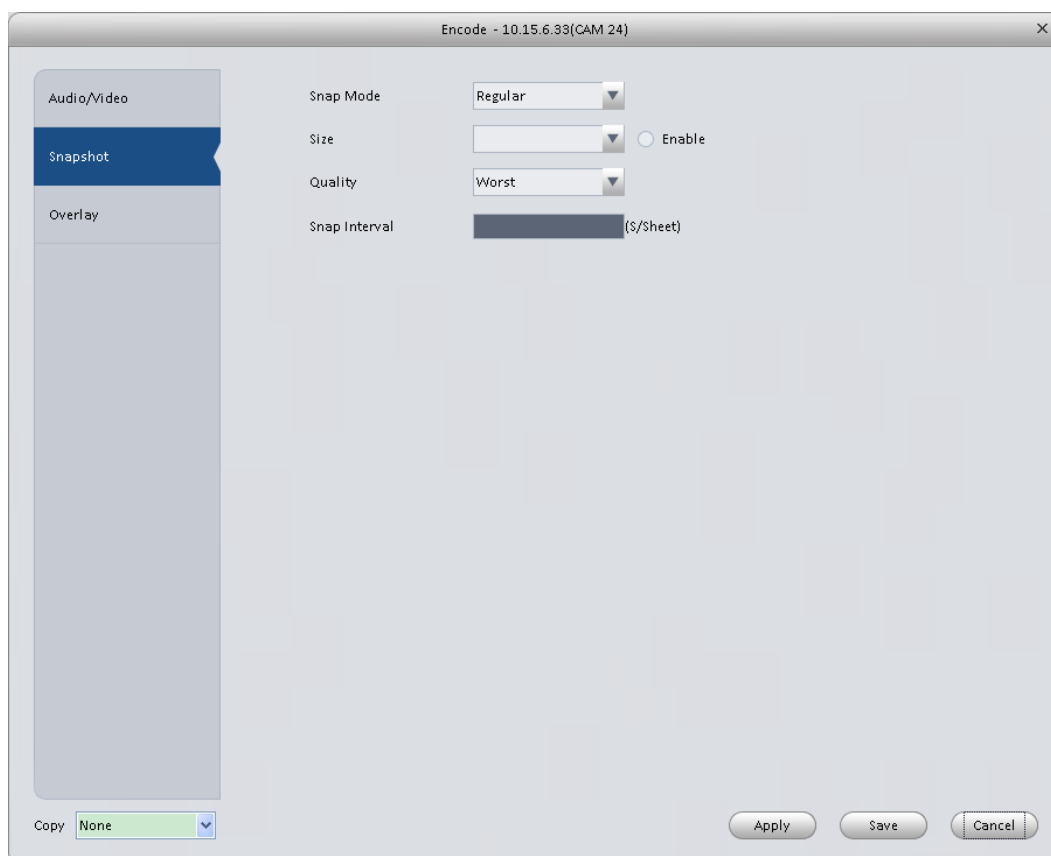 Encode - 10.15.6.33(CAM 24)
Audio/Video
Snapshot
Overlay
Snap Mode Regular
Size Enable
Quality Worst
Snap Interval (S/Sheet)
Copy None Apply Save Cancel